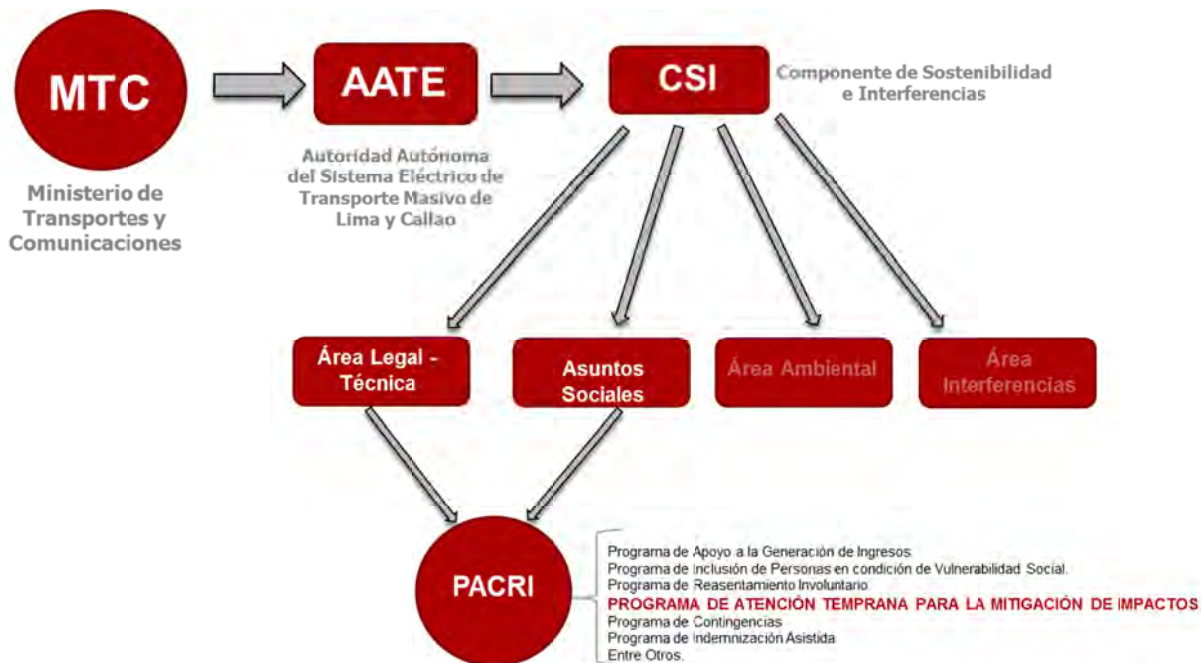 MTC
Ministerio de
Transportes y
Comunicaciones
AATE
Autoridad Autónoma
del Sistema Eléctrico de
Transporte Masivo de
Lima y Callao
CSI
Componente de Sostenibilidad
e Interferencias
Área Legal -
Técnica
Asuntos
Sociales
Área Ambiental
Área
Interferencias
PACRI
Programa de Apoyo a la Generación de Ingresos.
Programa de Inclusión de Personas en condición de Vulnerabilidad Social.
Programa de Reasentamiento Involuntario
PROGRAMA DE ATENCIÓN TEMPRANA PARA LA MITIGACIÓN DE IMPACTOS
Programa de Contingencias
Programa de Indemnización Asistida
Entre Otros.